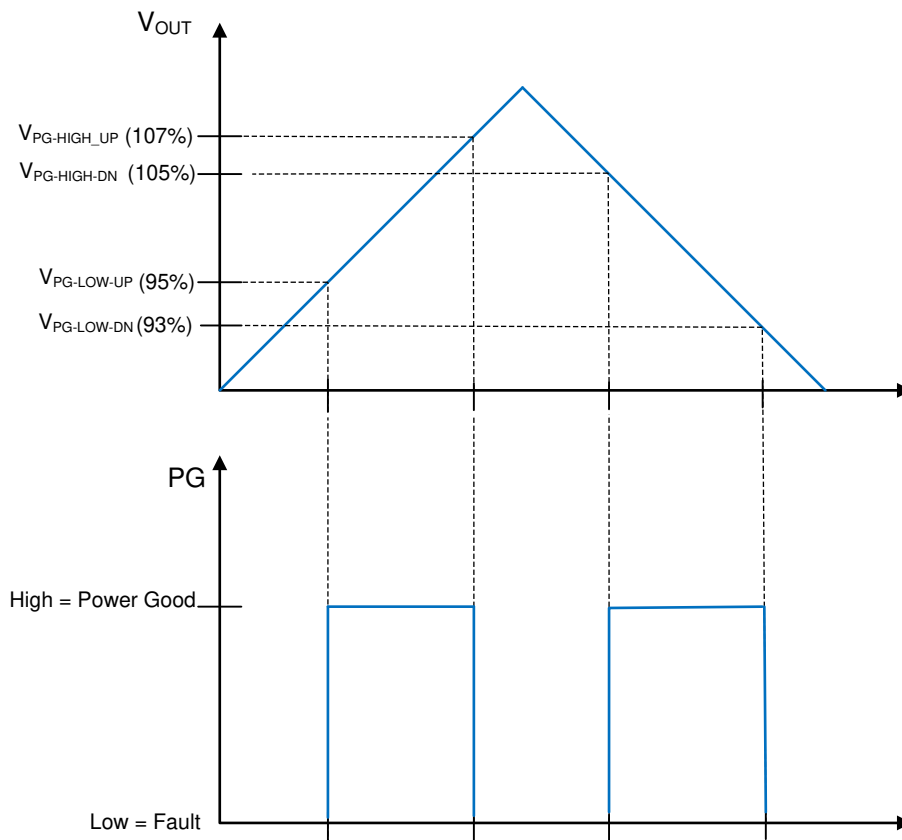 VOUT
VPG-HIGH_UP (107%)
VPG-HIGH-DN (105%)
VPG-LOW-UP (95%)
VPG-LOW-DN (93%)
PG
High = Power Good
Low = Fault